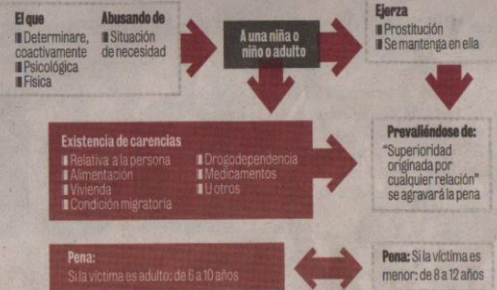 El que
Determinare,
coactivamente
Psicológica
Física
Abusando de
Situación
de necesidad
A una niña o
niño o adulto
Ejerza
Prostitución
Se mantenga en ella
Existencia de carencias
Relativa a la persona
Alimentación
Vivienda
Condición migratoria
Drogodependencia
Medicamentos
U otros
Prevaliéndose de:
"Superioridad
originada por
cualquier relación"
se agravará la pena
Pena:
Si la víctima es adulto: de 6 a 10 años
Pena: Si la víctima es
menor: de 8 a 12 años